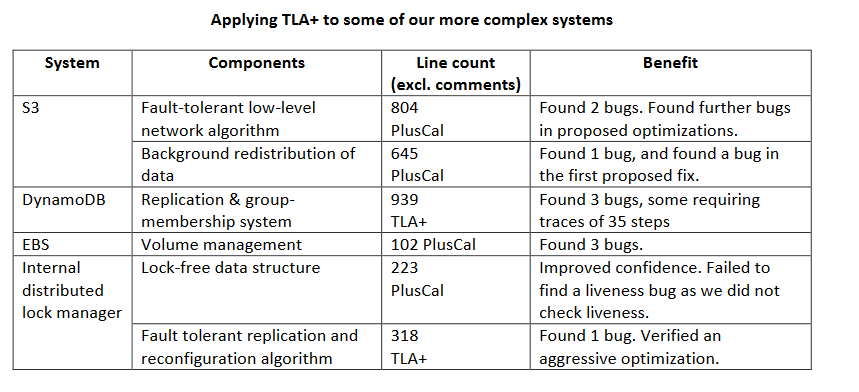 Applying TLA+ to some of our more complex systems
System
Components
Line count
(excl. comments)
Benefit
S3
Fault-tolerant low-level
network algorithm
804
PlusCal
Found 2 bugs. Found further bugs
in proposed optimizations.
Background redistribution of
data
645
PlusCal
Found 1 bug, and found a bug in
the first proposed fix.
DynamoDB
Replication & group-
membership system
939
TLA+
Found 3 bugs, some requiring
traces of 35 steps
EBS
Volume management
102 PlusCal
Found 3 bugs.
Internal
distributed
lock manager
Lock-free data structure
223
PlusCal
Improved confidence. Failed to
find a liveness bug as we did not
check liveness.
Fault tolerant replication and
reconfiguration algorithm
318
TLA+
Found 1 bug. Verified an
aggressive optimization.